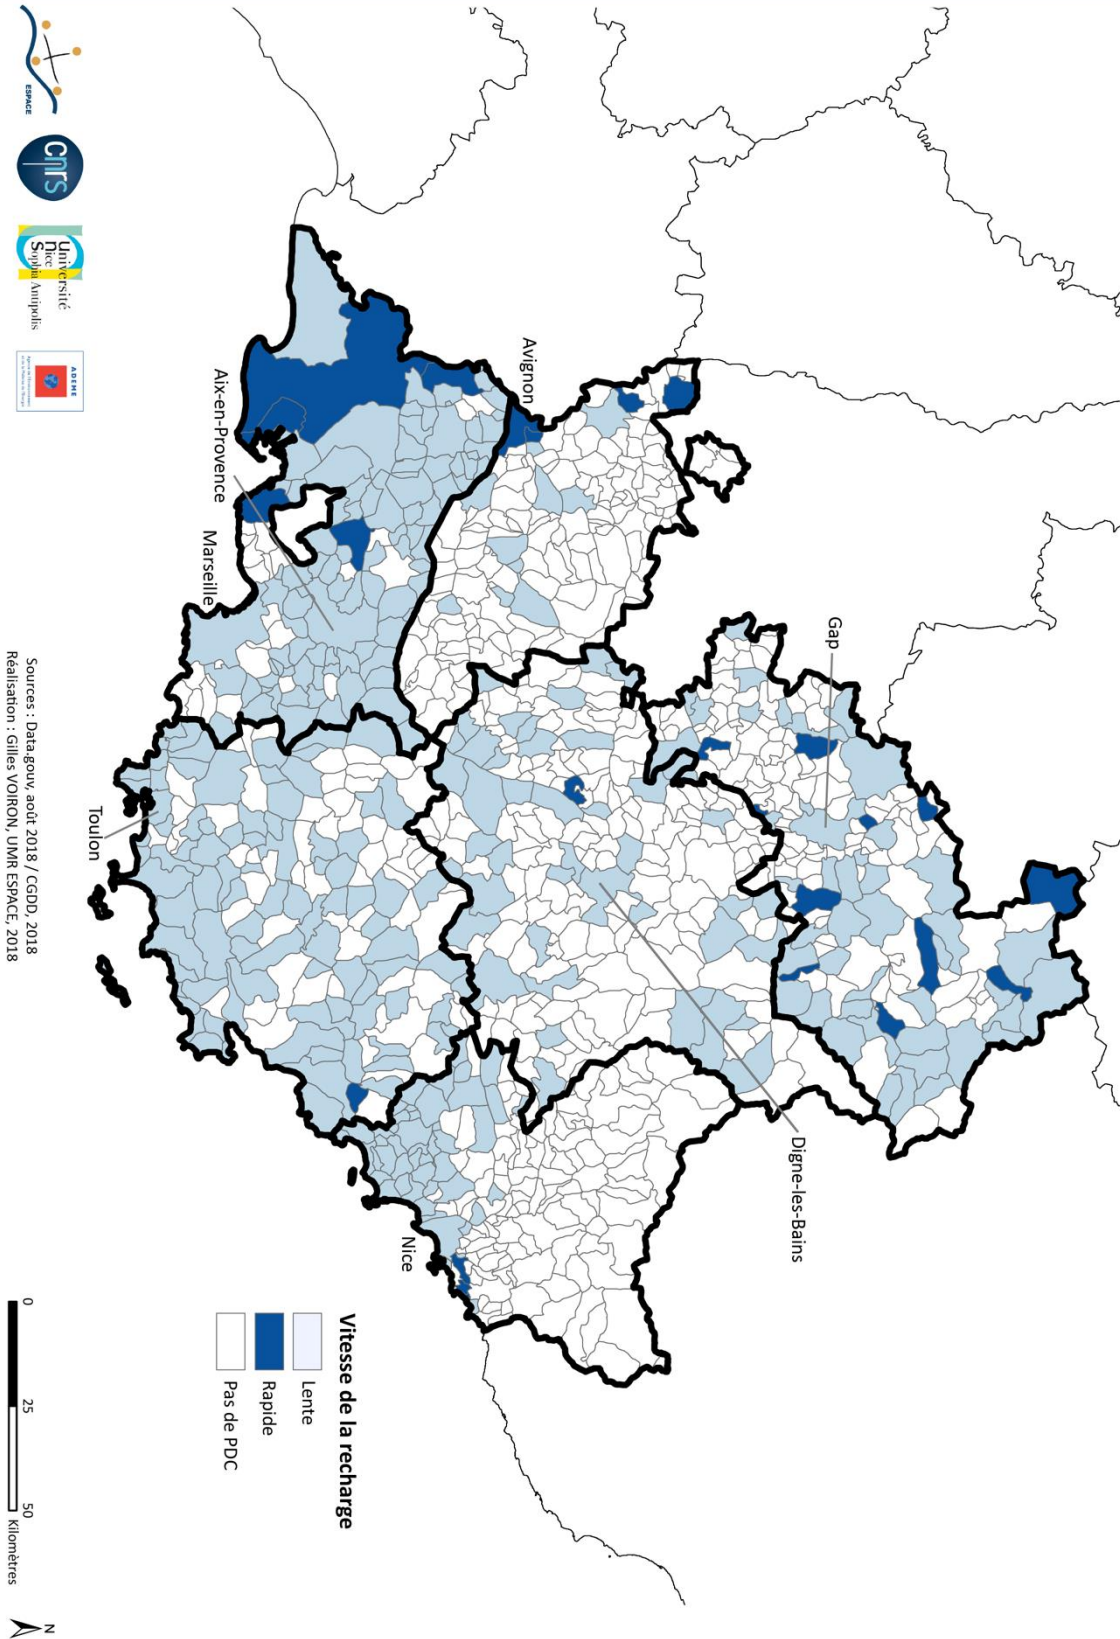 Gap
Avignon
Digne-les-Bains
Aix-en-Provence
Marseille
Nice
Toulon
Vitesse de la recharge
Lente
Rapide
Pas de PDC
0 25 50
Kilomètres
N
Sources : Data.gouv, août 2018 / CGDD, 2018
Réalisation : Gilles VOIRON, UMR ESPACE, 2018
ESPACE
cnrs
Université
Nice
Sophia Antipolis
ADEME